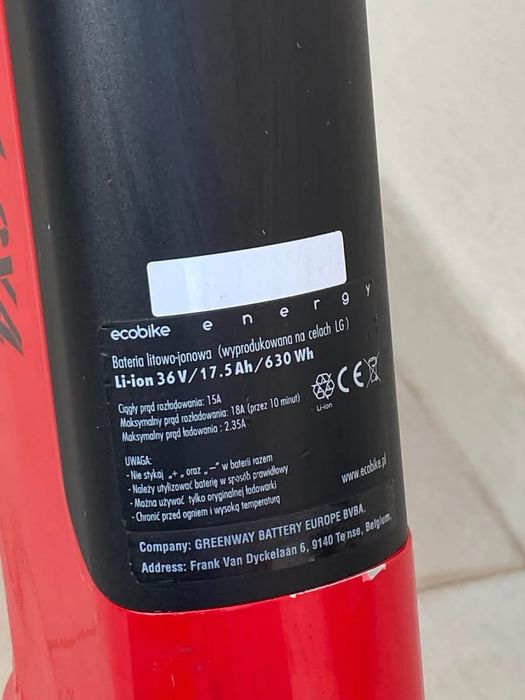 ecobike energy
Bateria litowo-jonowa (wyprodukowana na celach LG)
Li-ion 36V/17.5Ah/630 Wh
Ciągły prąd rozładowania: 15A
Maksymalny prąd rozładowania: 18A (przez 10 minut)
Maksymalny prąd ładowania : 2.35A
Li-ion
CE
UWAGA:
- Nie stykaj „+„ oraz „–” w baterii razem
- Należy utylizować baterię w sposób prawidłowy
- Można używać tylko oryginalnej ładowarki
- Chronić przed ogniem i wysoką temperaturą
www.ecobike.pl
Company: GREENWAY BATTERY EUROPE BVBA.
Address: Frank Van Dyckelaan 6, 9140 Temse, Belgium.